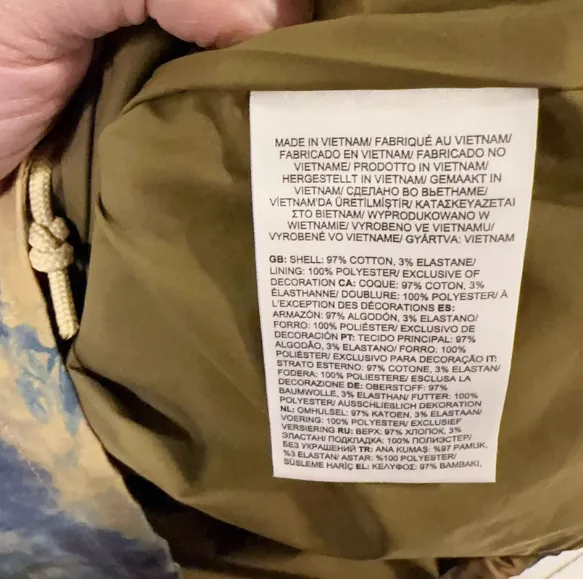 MADE IN VIETNAM/ FABRIQUÉ AU VIETNAM/
FABRICADO EN VIETNAM/ FABRICADO NO
VIETNAME/ PRODOTTO IN VIETNAM/
HERGESTELLT IN VIETNAM/ GEMAAKT IN
VIETNAM/ СДЕЛАНО ВО ВЬЕТНАМЕ/
VİETNAM'DA ÜRETİLMİŞTİR/ ΚΑΤΑΣΚΕΥΑΖΕΤΑΙ
ΣΤΟ ΒΙΕΤΝΑΜ/ WYPRODUKOWANO W
WIETNAMIE/ VYROBENO VE VIETNAMU/
VYROBENÉ VO VIETNAME/ GYÁRTVA: VIETNAM
GB: SHELL: 97% COTTON, 3% ELASTANE/
LINING: 100% POLYESTER/ EXCLUSIVE OF
DECORATION CA: COQUE: 97% COTON, 3%
ÉLASTHANNE/ DOUBLURE: 100% POLYESTER/ À
L'EXCEPTION DES DÉCORATIONS ES:
ARMAZÓN: 97% ALGODÓN, 3% ELASTANO/
FORRO: 100% POLIÉSTER/ EXCLUSIVO DE
DECORACIÓN PT: TECIDO PRINCIPAL: 97%
ALGODÃO, 3% ELASTANO/ FORRO: 100%
POLIÉSTER/ EXCLUSIVO PARA DECORAÇÃO IT:
STRATO ESTERNO: 97% COTONE, 3% ELASTAN/
FODERA: 100% POLIESTERE/ ESCLUSA LA
DECORAZIONE DE: OBERSTOFF: 97%
BAUMWOLLE, 3% ELASTHAN/ FUTTER: 100%
POLYESTER/ AUSSCHLIEßLICH DEKORATION
NL: OMHULSEL: 97% KATOEN, 3% ELASTAAN/
VOERING: 100% POLYESTER/ EXCLUSIEF
VERSIERING RU: ВЕРХ: 97% ХЛОПОК, 3%
ЭЛАСТАН/ ПОДКЛАДКА: 100% ПОЛИЭСТЕР/
БЕЗ УКРАШЕНИЙ TR: ANA KUMAŞ: %97 PAMUK,
%3 ELASTAN/ ASTAR: %100 POLYESTER/
SÜSLEME HARİÇ EL: ΚΕΛΥΦΟΣ: 97% ΒΑΜΒΑΚΙ,